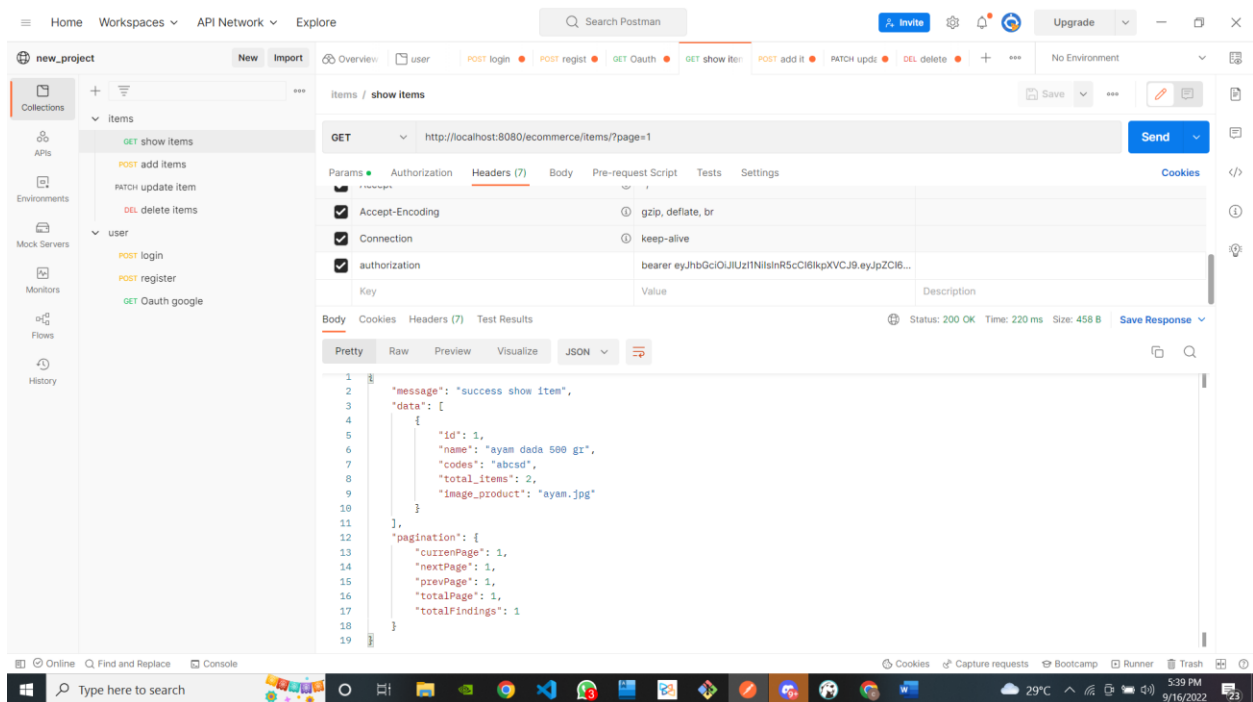 Home Workspaces API Network Explore Search Postman Invite Upgrade
new_project New Import Overview user POST login POST regist GET Oauth GET show iten POST add it PATCH upda DEL delete No Environment
Collections
APIs
Environments
Mock Servers
Monitors
Flows
History
items
GET show items
POST add items
PATCH update item
DEL delete items
user
POST login
POST register
GET Oauth google
items / show items Save
GET http://localhost:8080/ecommerce/items/?page=1 Send
Params Authorization Headers (7) Body Pre-request Script Tests Settings Cookies
Accept-Encoding gzip, deflate, br
Connection keep-alive
authorization bearer
Key Value Description
Body Cookies Headers (7) Test Results Status: 200 OK Time: 220 ms Size: 458 B Save Response
Pretty Raw Preview Visualize JSON
1 {
2 "message": "success show item",
3 "data": [
4 {
5 "id": 1,
6 "name": "ayam dada 500 gr",
7 "codes": "abcsd",
8 "total_items": 2,
9 "image_product": "ayam.jpg"
10 }
11 ],
12 "pagination": {
13 "currenPage": 1,
14 "nextPage": 1,
15 "prevPage": 1,
16 "totalPage": 1,
17 "totalFindings": 1
18 }
19 }
Online Find and Replace Console Cookies Capture requests Bootcamp Runner Trash
Type here to search 29°C 5:39 PM
9/16/2022 23